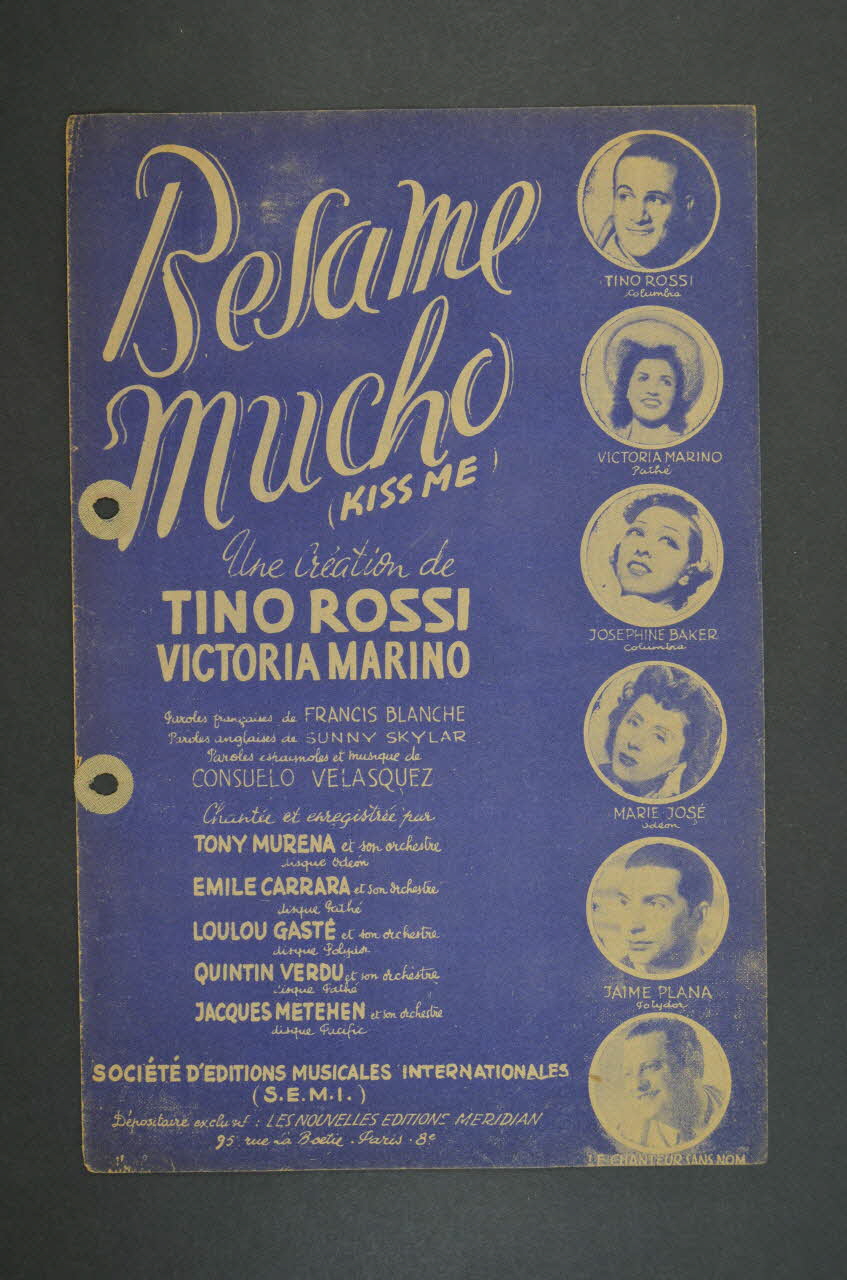 Besame
mucho
(KISS ME)
Une Création de
TINO ROSSI
VICTORIA MARINO
Paroles françaises de FRANCIS BLANCHE
Paroles anglaises de SUNNY SKYLAR
Paroles espagnoles et musique de
CONSUELO VELASQUEZ
Chantée et enregistrée par
TONY MURENA et son orchestre
disque Odéon
EMILE CARRARA et son orchestre
disque Pathé
LOULOU GASTÉ et son orchestre
disque Polydor
QUINTIN VERDU et son orchestre
disque Pathé
JACQUES METEHEN et son orchestre
disque Pacific
SOCIÉTÉ D'EDITIONS MUSICALES INTERNATIONALES
(S.E.M.I.)
Dépositaire exclusif : LES NOUVELLES EDITIONS MERIDIAN
95 rue La Boetie . Paris . 8e
TINO ROSSI
Columbia
VICTORIA MARINO
Pathé
JOSEPHINE BAKER
Columbia
MARIE JOSÉ
Odéon
JAIME PLANA
Polydor
LE CHANTEUR SANS NOM